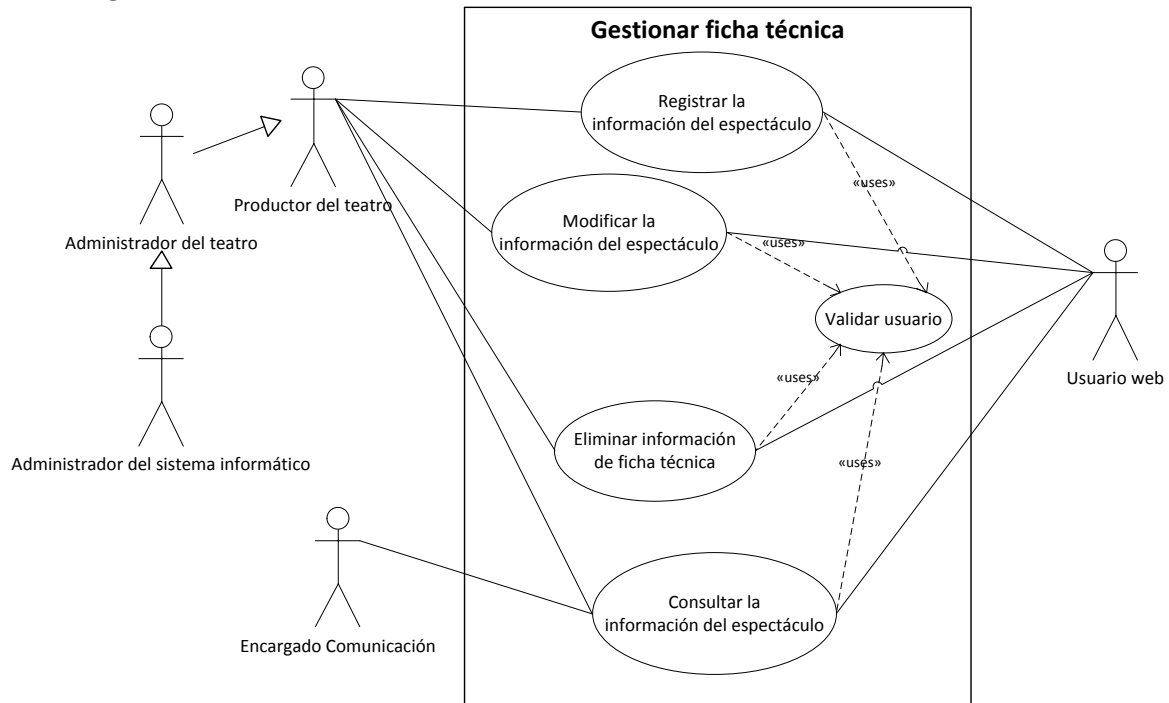 Gestionar ficha técnica
Registrar la
información del espectáculo
«uses»
Productor del teatro
Administrador del teatro
Modificar la
información del espectáculo
«uses»
Validar usuario
«uses»
Usuario web
Eliminar información
de ficha técnica
Administrador del sistema informático
«uses»
Consultar la
información del espectáculo
Encargado Comunicación